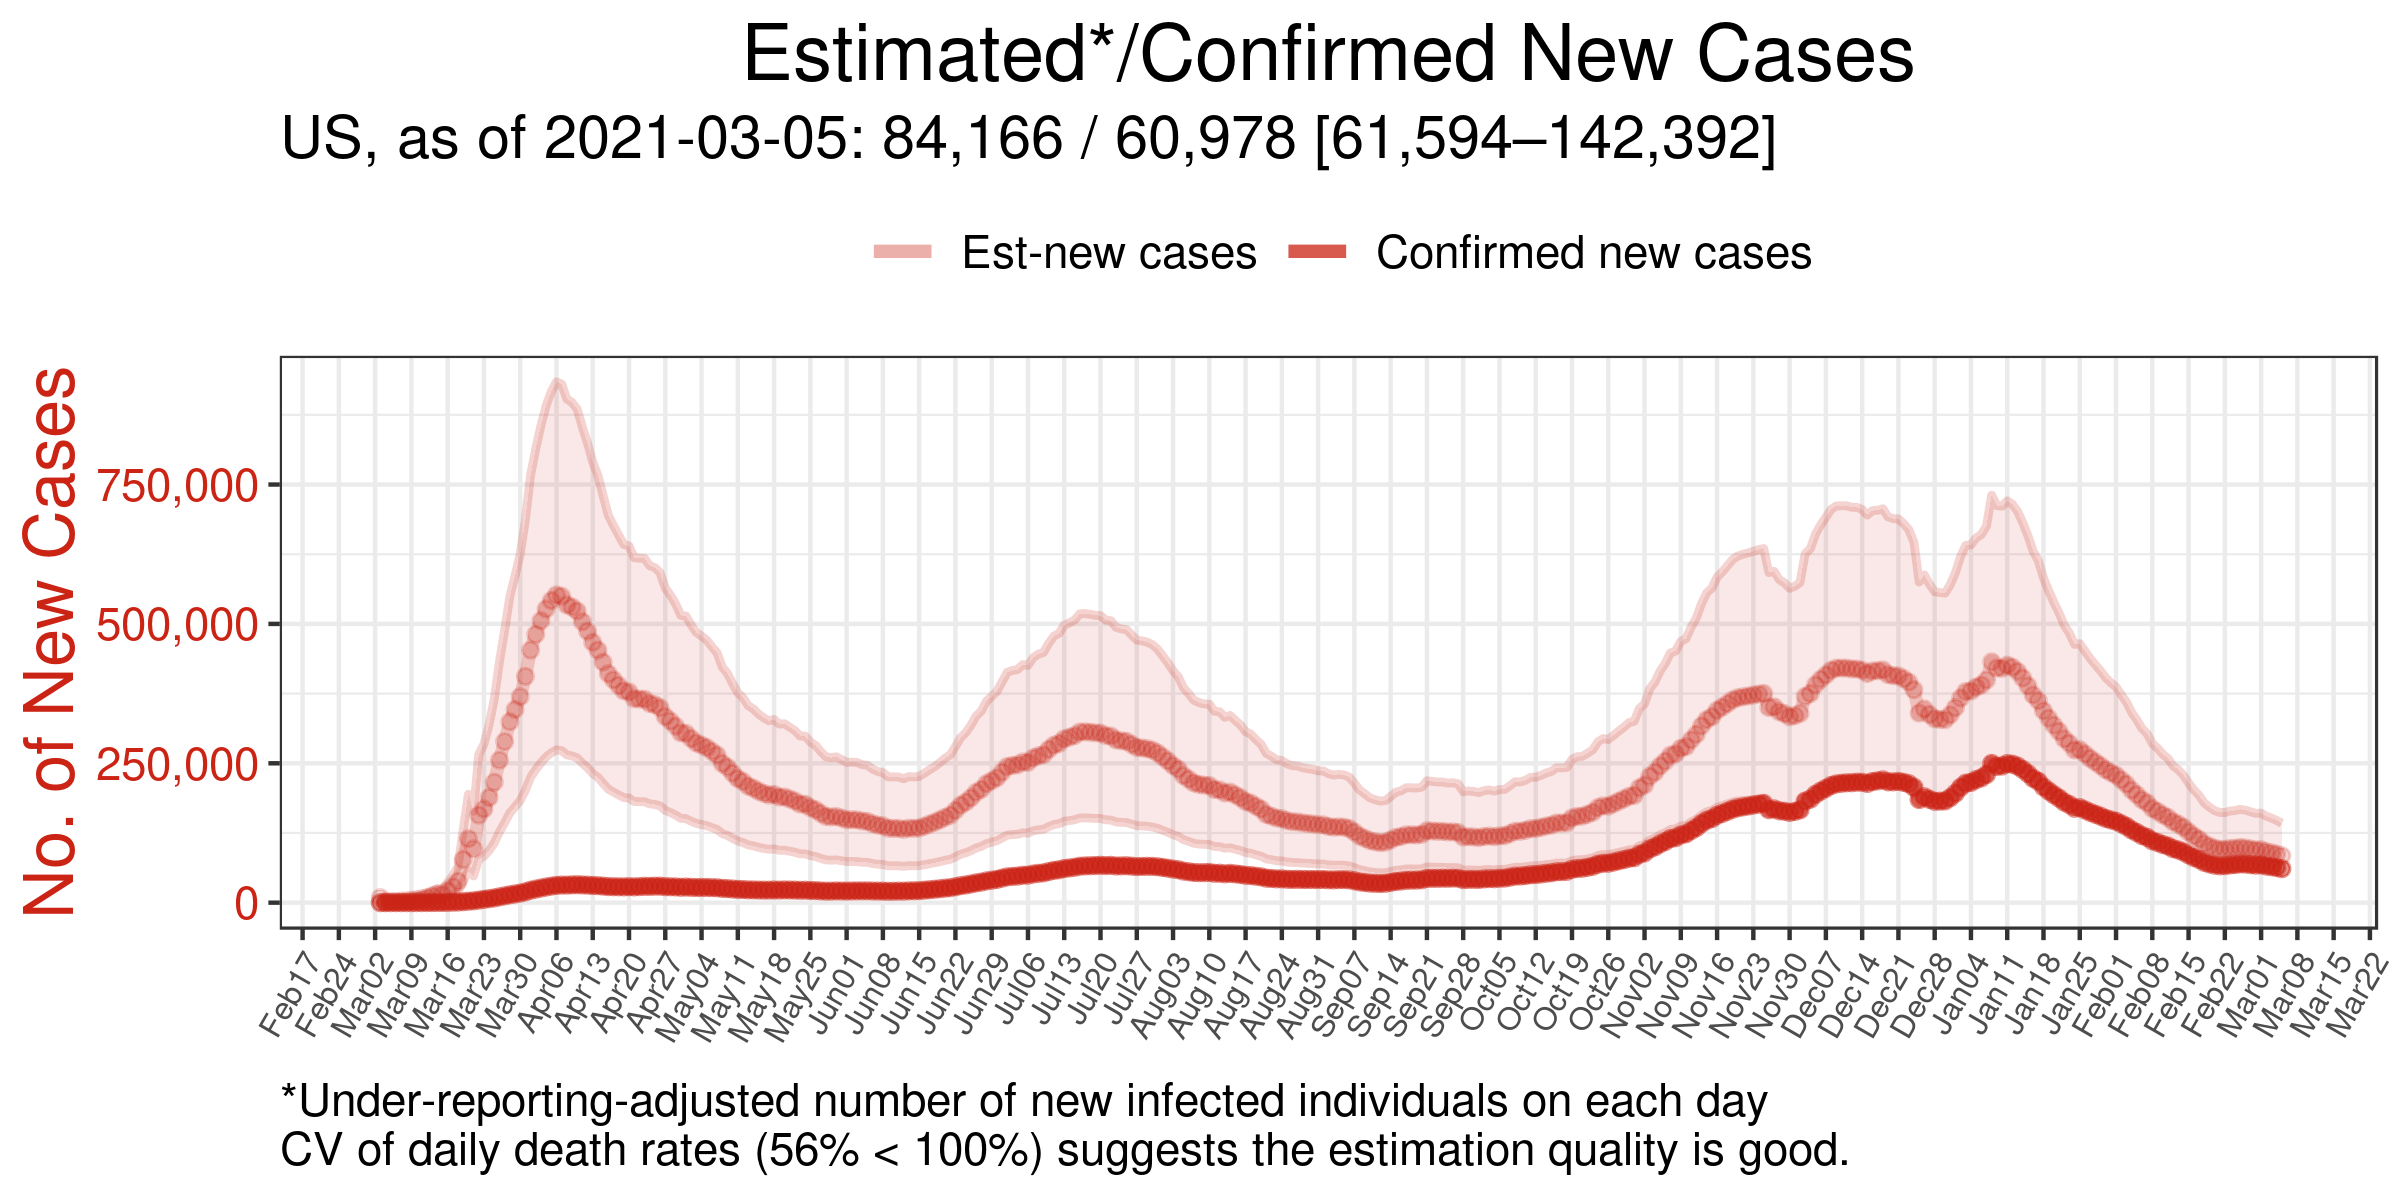 Estimated*/Confirmed New Cases
US, as of 2021-03-05: 84,166 / 60,978 [61,594–142,392]
Est-new cases
Confirmed new cases
No. of New Cases
750,000
500,000
250,000
0
Feb17
Feb24
Mar02
Mar09
Mar16
Mar23
Mar30
Apr06
Apr13
Apr20
Apr27
May04
May11
May18
May25
Jun01
Jun08
Jun15
Jun22
Jun29
Jul06
Jul13
Jul20
Jul27
Aug03
Aug10
Aug17
Aug24
Aug31
Sep07
Sep14
Sep21
Sep28
Oct05
Oct12
Oct19
Oct26
Nov02
Nov09
Nov16
Nov23
Nov30
Dec07
Dec14
Dec21
Dec28
Jan04
Jan11
Jan18
Jan25
Feb01
Feb08
Feb15
Feb22
Mar01
Mar08
Mar15
Mar22
*Under-reporting-adjusted number of new infected individuals on each day
CV of daily death rates (56% < 100%) suggests the estimation quality is good.